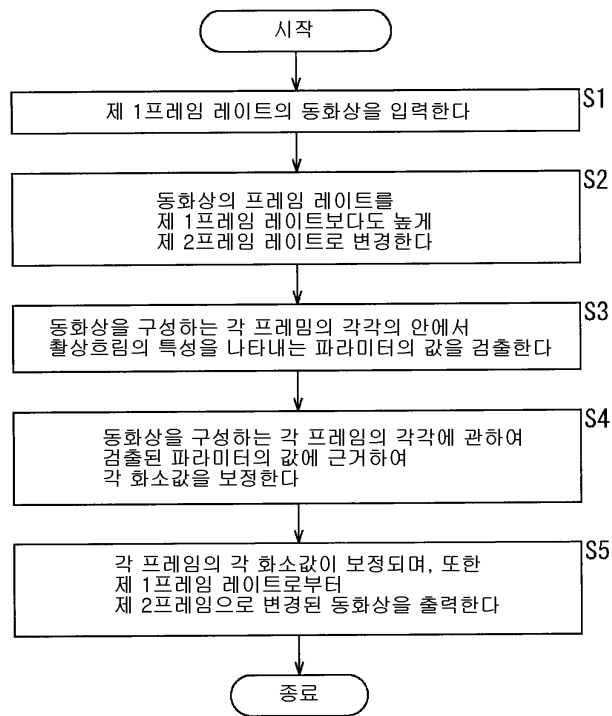 시작
S1
제 1프레임 레이트의 동화상을 입력한다
S2
동화상의 프레임 레이트를
제 1프레임 레이트보다도 높게
제 2프레임 레이트로 변경한다
S3
동화상을 구성하는 각 프레밈의 각각의 안에서
촬상흐림의 특성을 나타내는 파라미터의 값을 검출한다
S4
동화상을 구성하는 각 프레임의 각각에 관하여
검출된 파라미터의 값에 근거하여
각 화소값을 보정한다
S5
각 프레임의 각 화소값이 보정되며, 또한
제 1프레임 레이트로부터
제 2프레임으로 변경된 동화상을 출력한다
종료